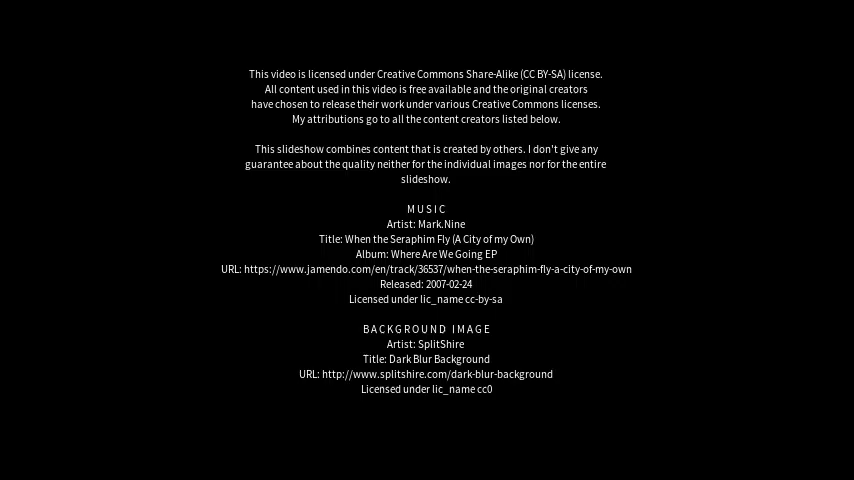 This video is licensed under Creative Commons Share-Alike (CC BY-SA) license.
All content used in this video is free available and the original creators
have chosen to release their work under various Creative Commons licenses.
My attributions go to all the content creators listed below.
This slideshow combines content that is created by others. I don't give any
guarantee about the quality neither for the individual images nor for the entire
slideshow.
M U S I C
Artist: Mark.Nine
Title: When the Seraphim Fly (A City of my Own)
Album: Where Are We Going EP
URL: https://www.jamendo.com/en/track/36537/when-the-seraphim-fly-a-city-of-my-own
Released: 2007-02-24
Licensed under lic_name cc-by-sa
B A C K G R O U N D   I M A G E
Artist: SplitShire
Title: Dark Blur Background
URL: http://www.splitshire.com/dark-blur-background
Licensed under lic_name cc0